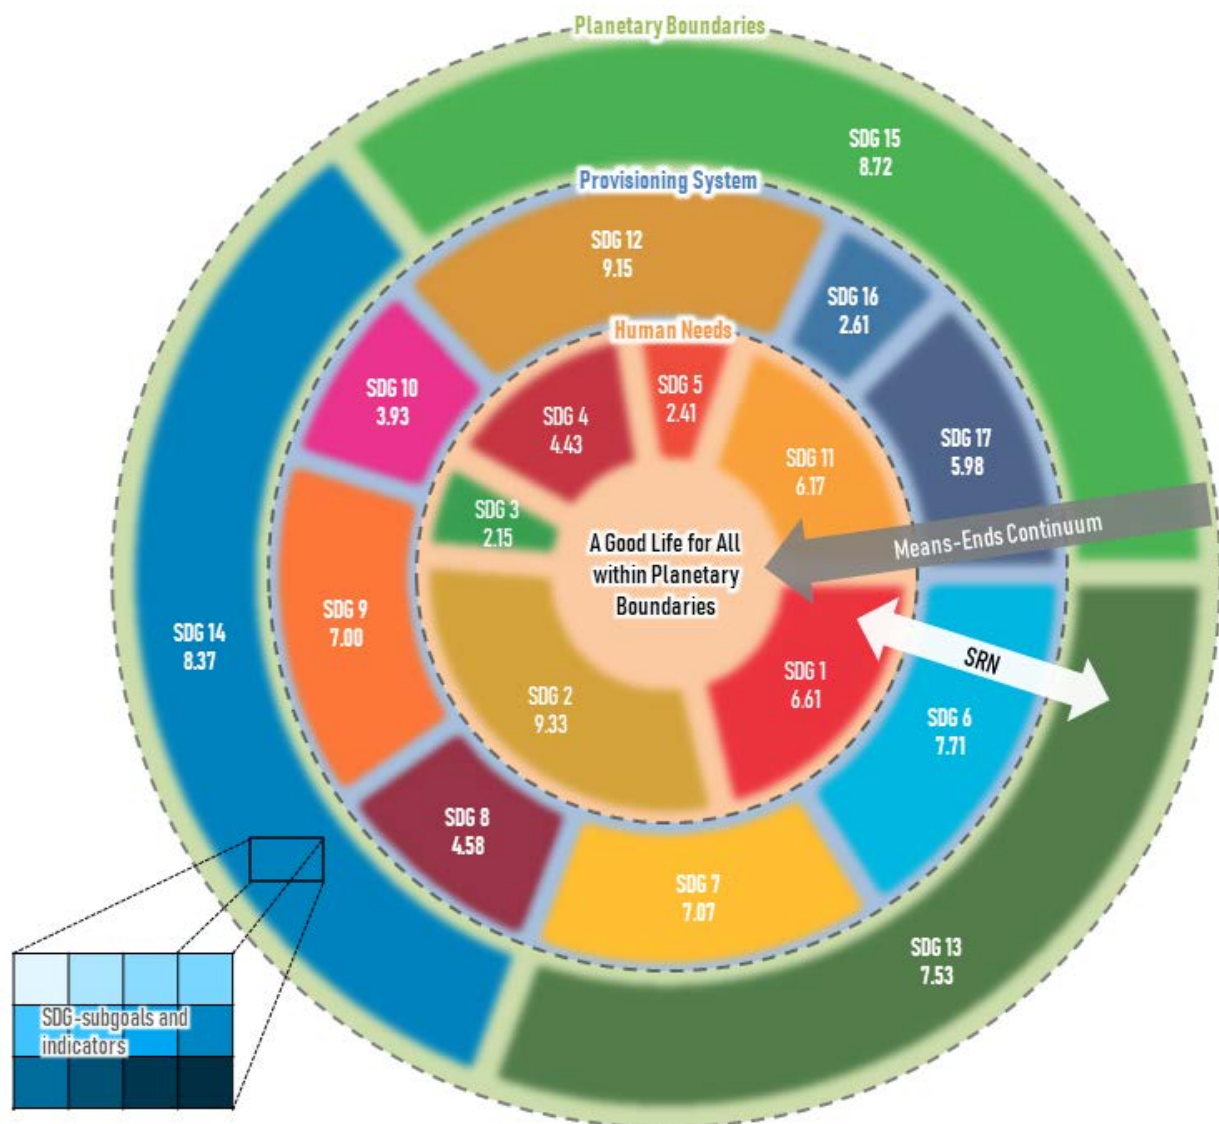 Planetary Boundaries
SDG 15
8.72
Provisioning System
SDG 12
9.15
SDG 16
2.61
Human Needs
SDG 10
3.93
SDG 5
2.41
SDG 4
4.43
SDG 17
5.98
SDG 11
6.17
SDG 3
2.15
Means-Ends Continuum
A Good Life for All
within Planetary
Boundaries
SDG 9
7.00
SDG 14
8.37
SRN
SDG 1
6.61
SDG 2
9.33
SDG 6
7.71
SDG 8
4.58
SDG 7
7.07
SDG 13
7.53
SDG-subgoals and
indicators